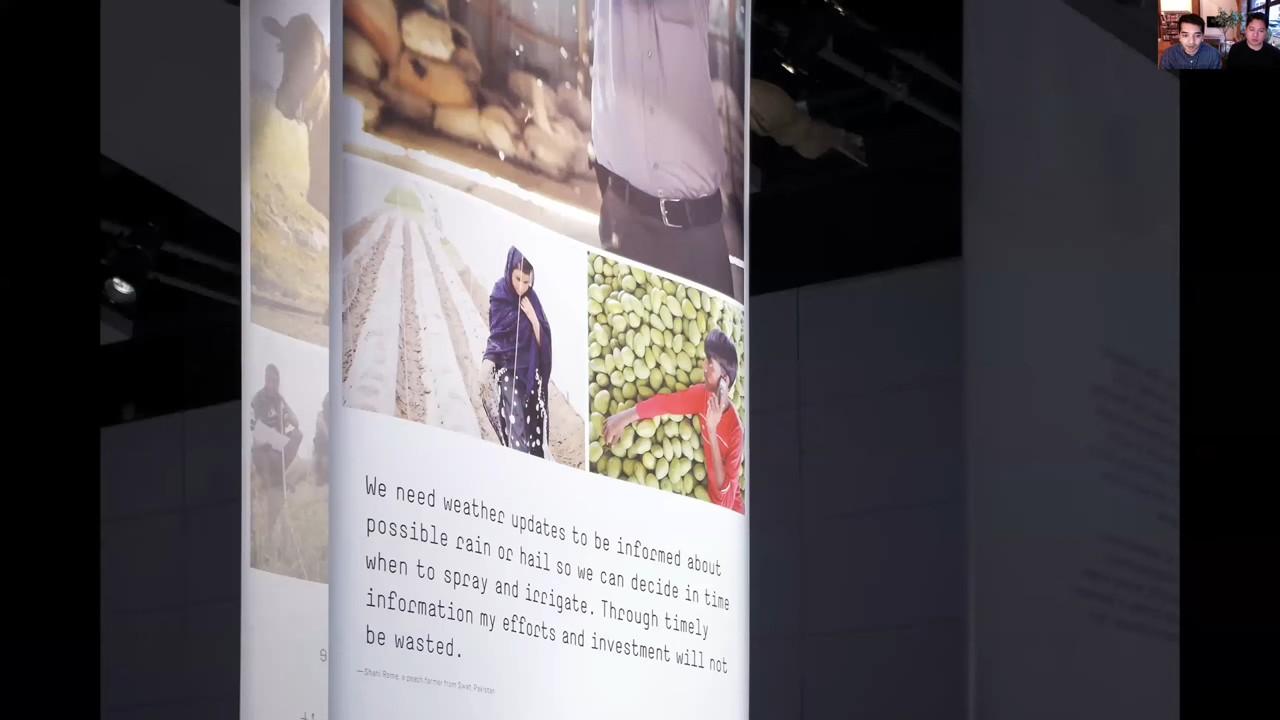 We need weather updates to be informed about
possible rain or hail so we can decide in time
when to spray and irrigate. Through timely
information my efforts and investment will not
be wasted.
—Shahi Rome, a peach farmer from Swat, Pakistan